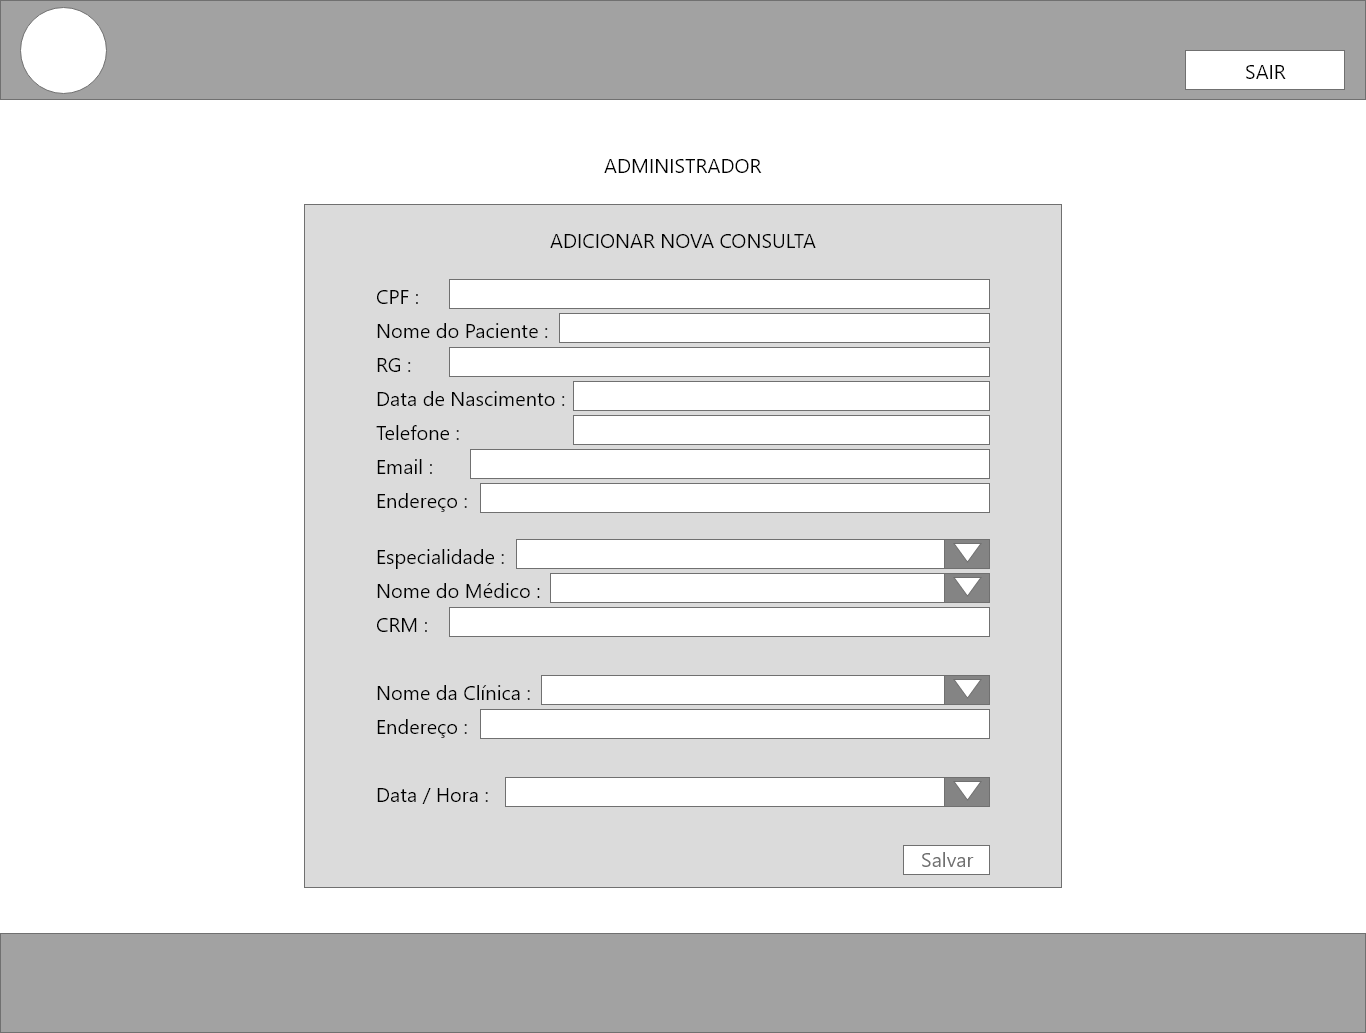 SAIR
ADMINISTRADOR
ADICIONAR NOVA CONSULTA
CPF :
Nome do Paciente :
RG :
Data de Nascimento :
Telefone :
Email :
Endereço :
Especialidade :
Nome do Médico :
CRM :
Nome da Clínica :
Endereço :
Data / Hora :
Salvar